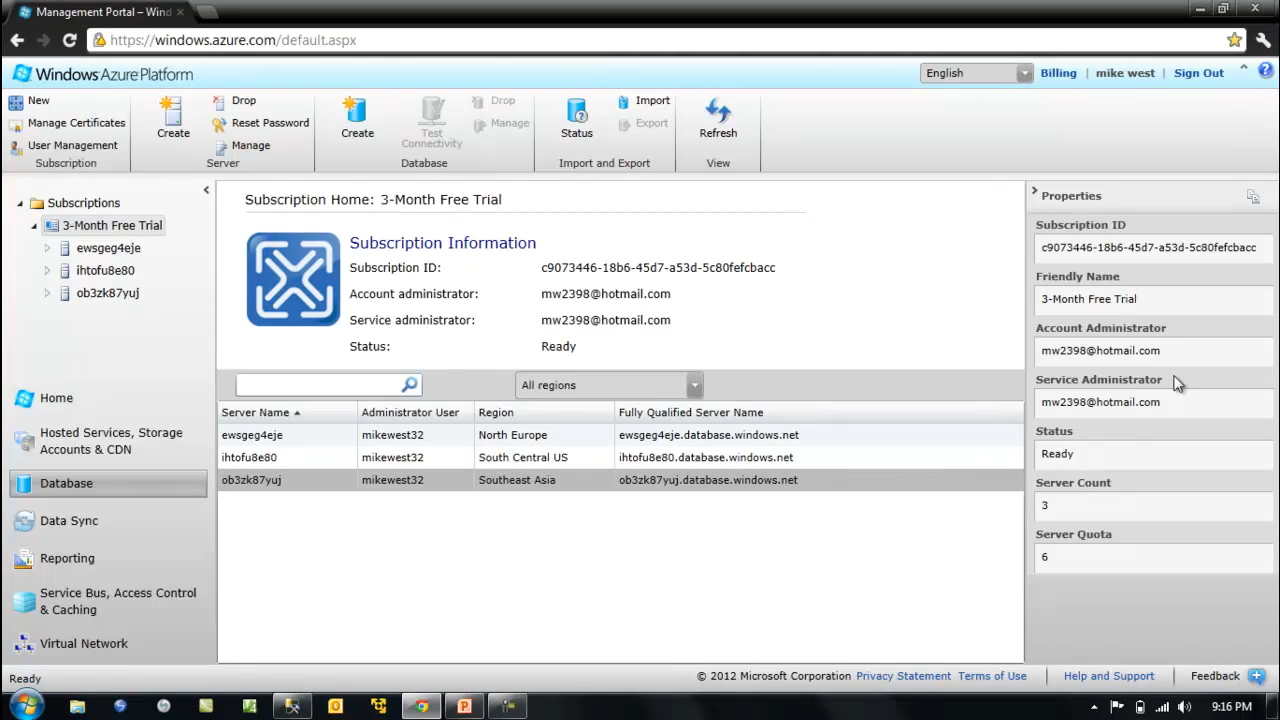 Management Portal – Wind
https://windows.azure.com/default.aspx
Windows Azure Platform
English
Billing | mike west | Sign Out
New
Manage Certificates
User Management
Subscription
Create
Drop
Reset Password
Manage
Server
Create
Test
Connectivity
Drop
Manage
Database
Status
Import
Export
Import and Export
Refresh
View
Subscriptions
3-Month Free Trial
ewsgeg4eje
ihtofu8e80
ob3zk87yuj
Home
Hosted Services, Storage
Accounts & CDN
Database
Data Sync
Reporting
Service Bus, Access Control
& Caching
Virtual Network
Subscription Home: 3-Month Free Trial
Subscription Information
Subscription ID: c9073446-18b6-45d7-a53d-5c80fefcbacc
Account administrator: mw2398@hotmail.com
Service administrator: mw2398@hotmail.com
Status: Ready
All regions
Server Name Administrator User Region Fully Qualified Server Name
ewsgeg4eje mikewest32 North Europe ewsgeg4eje.database.windows.net
ihtofu8e80 mikewest32 South Central US ihtofu8e80.database.windows.net
ob3zk87yuj mikewest32 Southeast Asia ob3zk87yuj.database.windows.net
Properties
Subscription ID
c9073446-18b6-45d7-a53d-5c80fefcbacc
Friendly Name
3-Month Free Trial
Account Administrator
mw2398@hotmail.com
Service Administrator
mw2398@hotmail.com
Status
Ready
Server Count
3
Server Quota
6
Ready
© 2012 Microsoft Corporation Privacy Statement Terms of Use | Help and Support | Feedback
9:16 PM